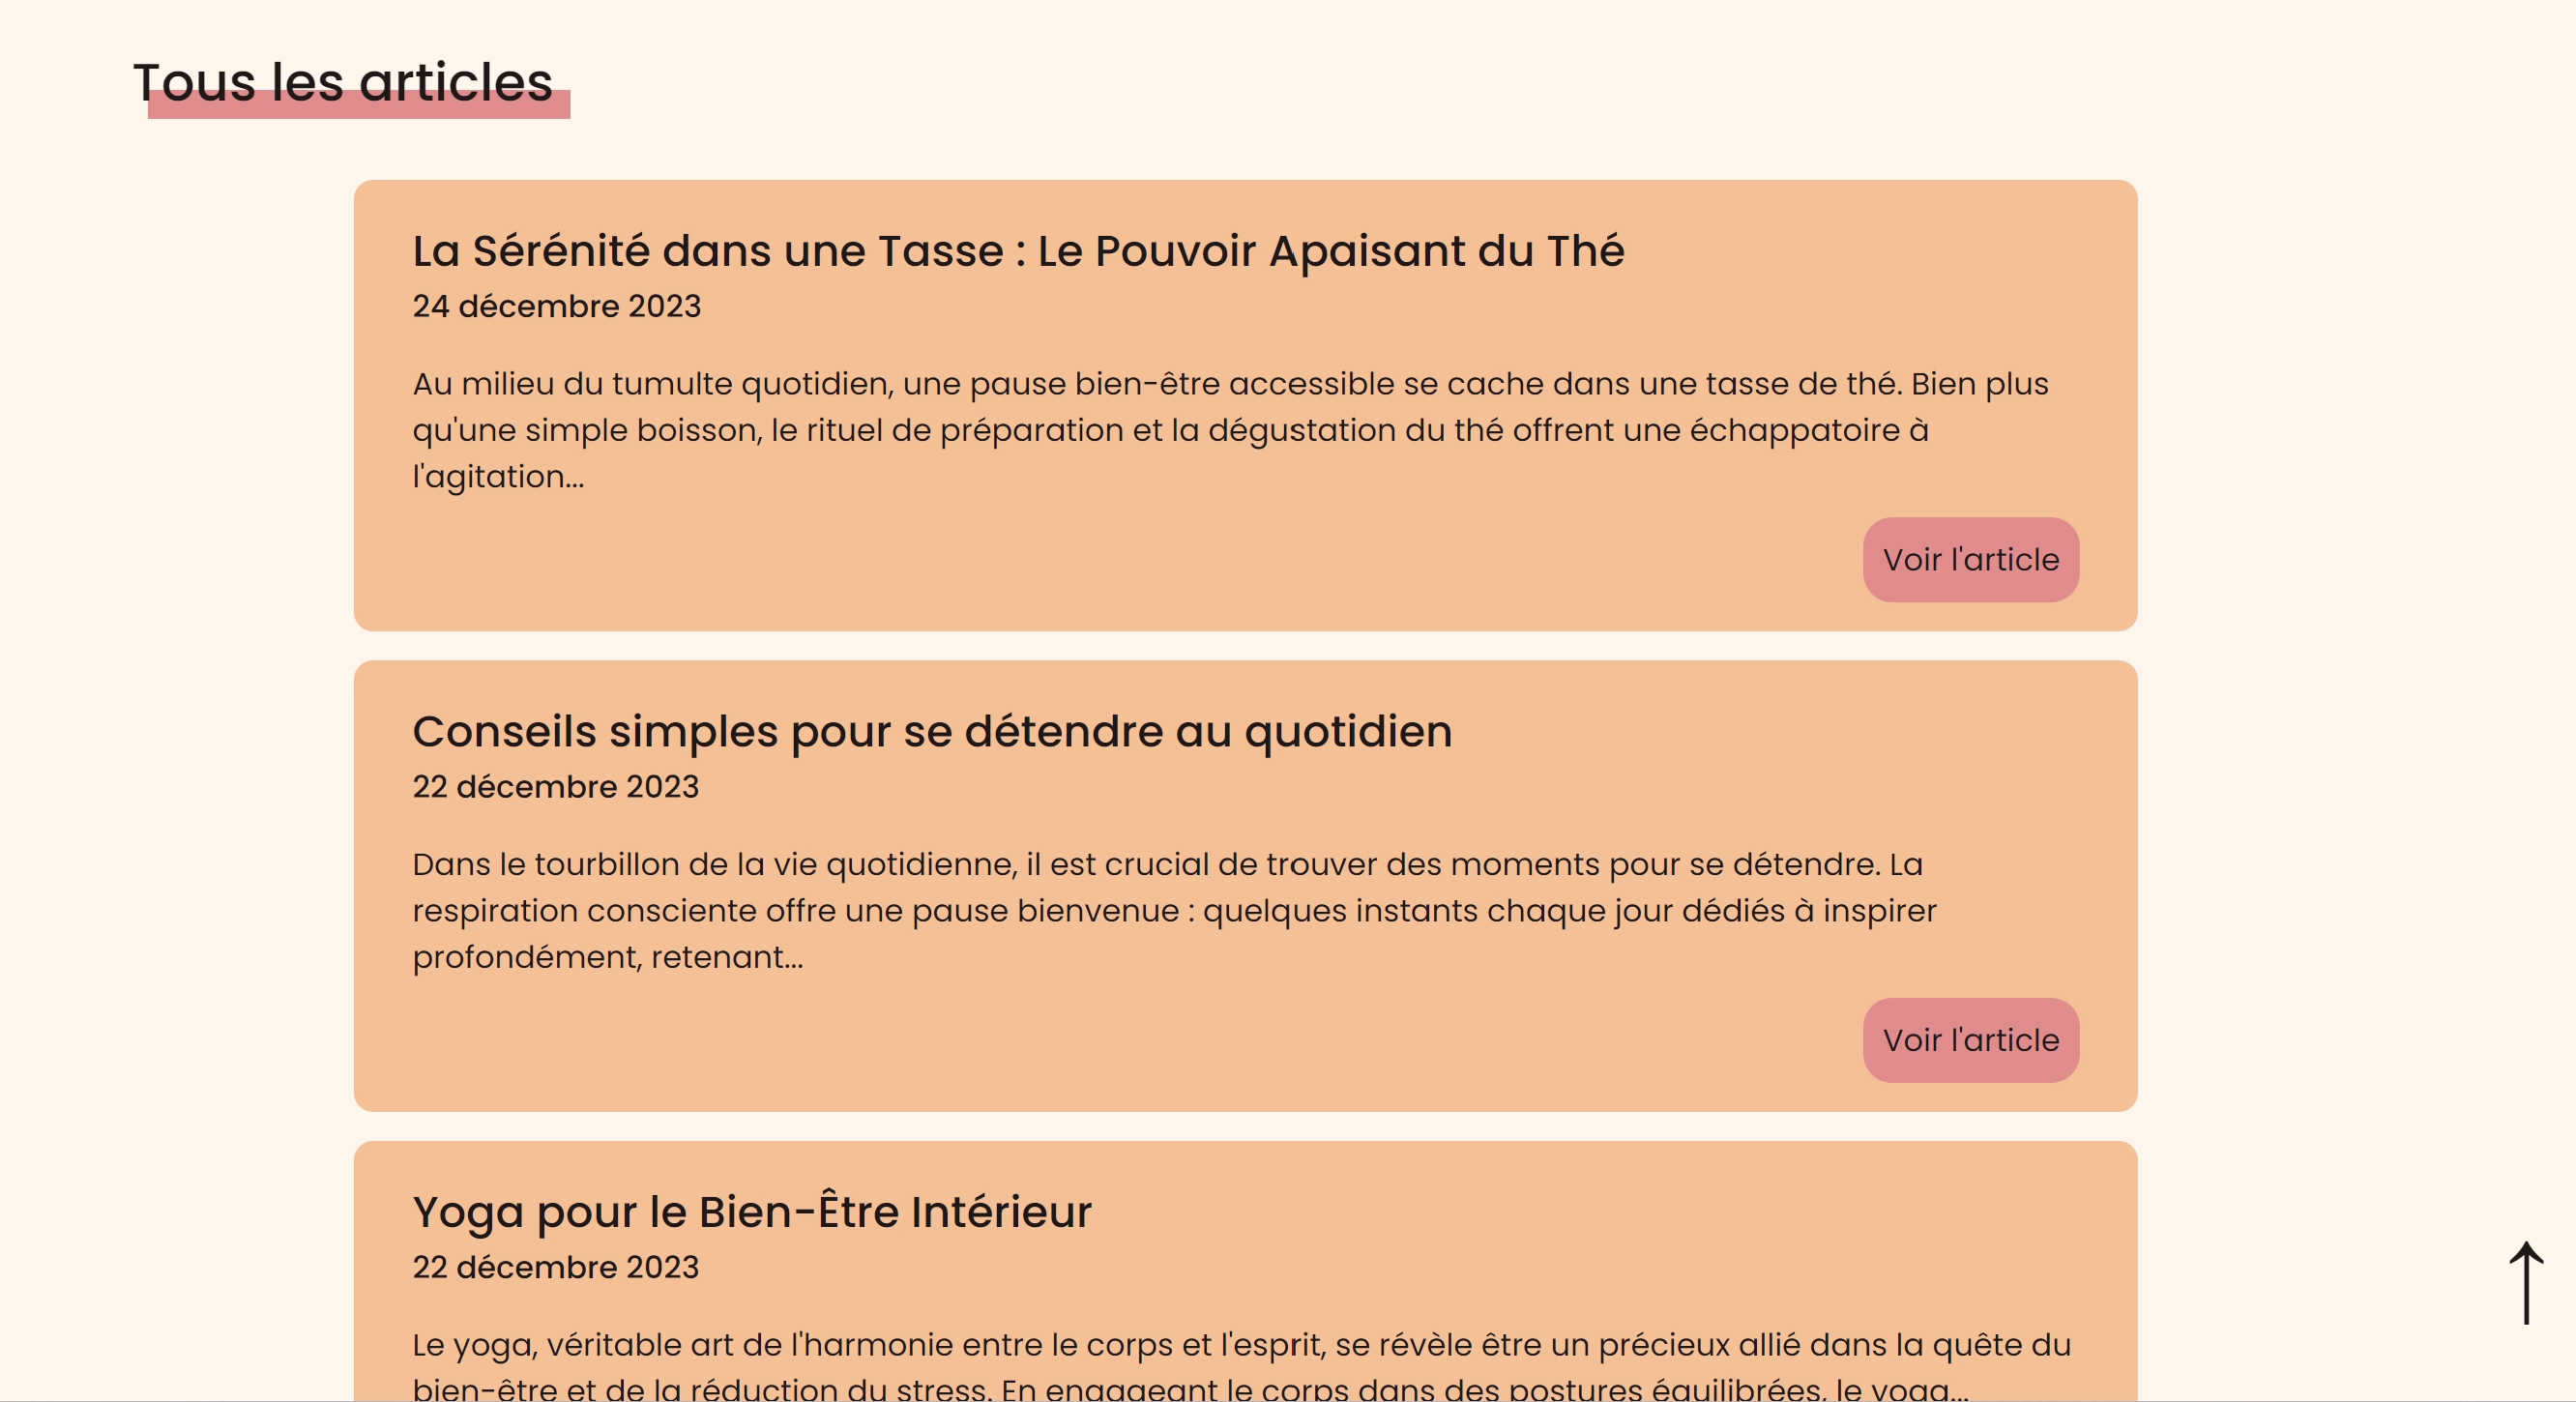 Tous les articles
La Sérénité dans une Tasse : Le Pouvoir Apaisant du Thé
24 décembre 2023
Au milieu du tumulte quotidien, une pause bien-être accessible se cache dans une tasse de thé. Bien plus
qu'une simple boisson, le rituel de préparation et la dégustation du thé offrent une échappatoire à
l'agitation...
Voir l'article
Conseils simples pour se détendre au quotidien
22 décembre 2023
Dans le tourbillon de la vie quotidienne, il est crucial de trouver des moments pour se détendre. La
respiration consciente offre une pause bienvenue : quelques instants chaque jour dédiés à inspirer
profondément, retenant...
Voir l'article
Yoga pour le Bien-Être Intérieur
22 décembre 2023
Le yoga, véritable art de l'harmonie entre le corps et l'esprit, se révèle être un précieux allié dans la quête du
bien-être et de la réduction du stress. En engageant le corps dans des postures équilibrées, le yoga...